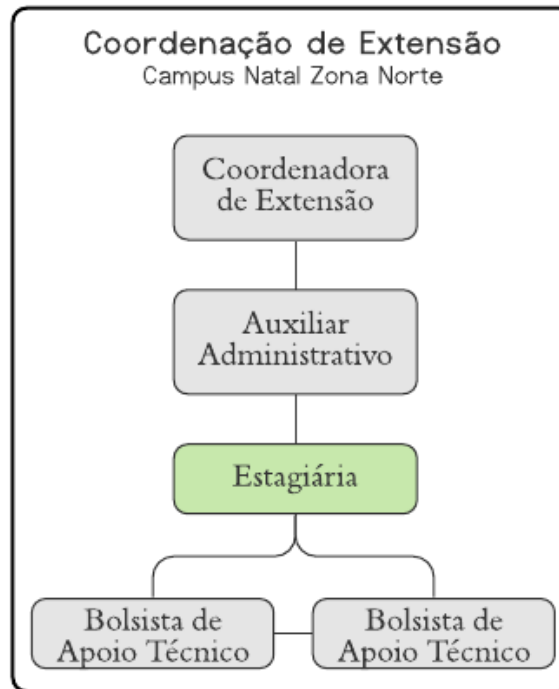 Coordenação de Extensão
Campus Natal Zona Norte
Coordenadora
de Extensão
Auxiliar
Administrativo
Estagiária
Bolsista de
Apoio Técnico
Bolsista de
Apoio Técnico